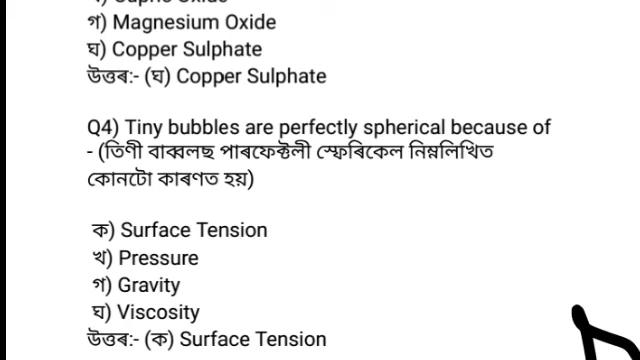 গ) Magnesium Oxide
ঘ) Copper Sulphate
উত্তৰ:- (ঘ) Copper Sulphate
Q4) Tiny bubbles are perfectly spherical because of
- (তিণী বাব্বলছ পাৰফেক্টলী স্ফেৰিকেল নিম্নলিখিত
কোনটো কাৰণত হয়)
ক) Surface Tension
খ) Pressure
গ) Gravity
ঘ) Viscosity
উত্তৰ:- (ক) Surface Tension